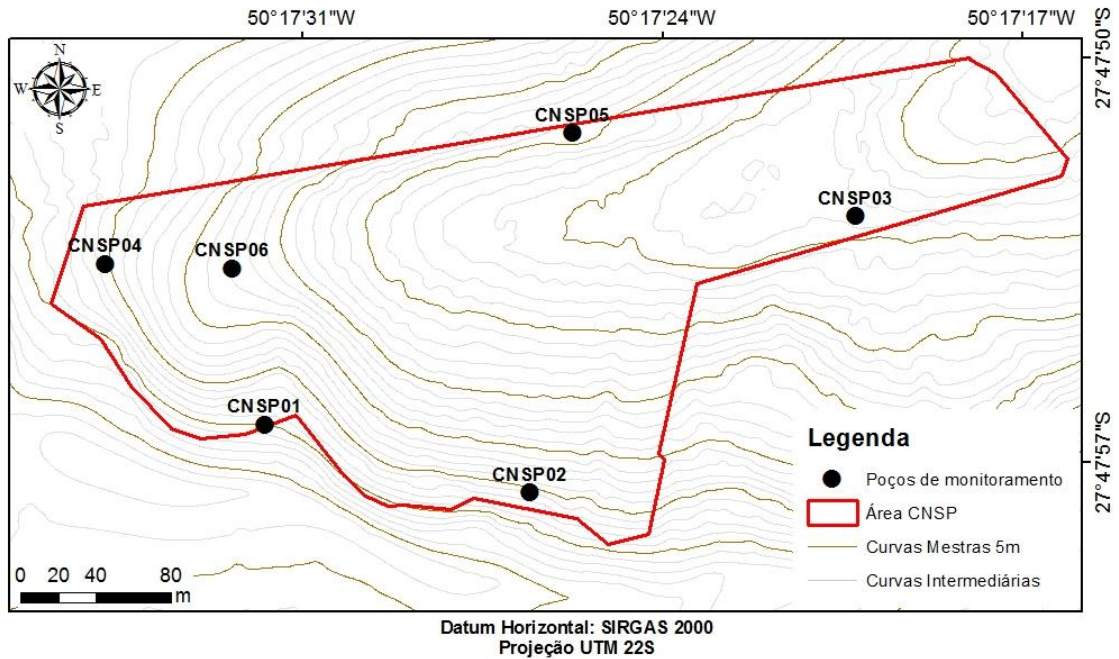 50°17'31"W 50°17'24"W 50°17'17"W
27°47'50"S
N
W E
S
CNSP05
CNSP03
CNSP04
CNSP06
CNSP01
27°47'57"S
CNSP02
Legenda
Poços de monitoramento
Área CNSP
Curvas Mestras 5m
Curvas Intermediárias
0 20 40 80
m
Datum Horizontal: SIRGAS 2000
Projeção UTM 22S